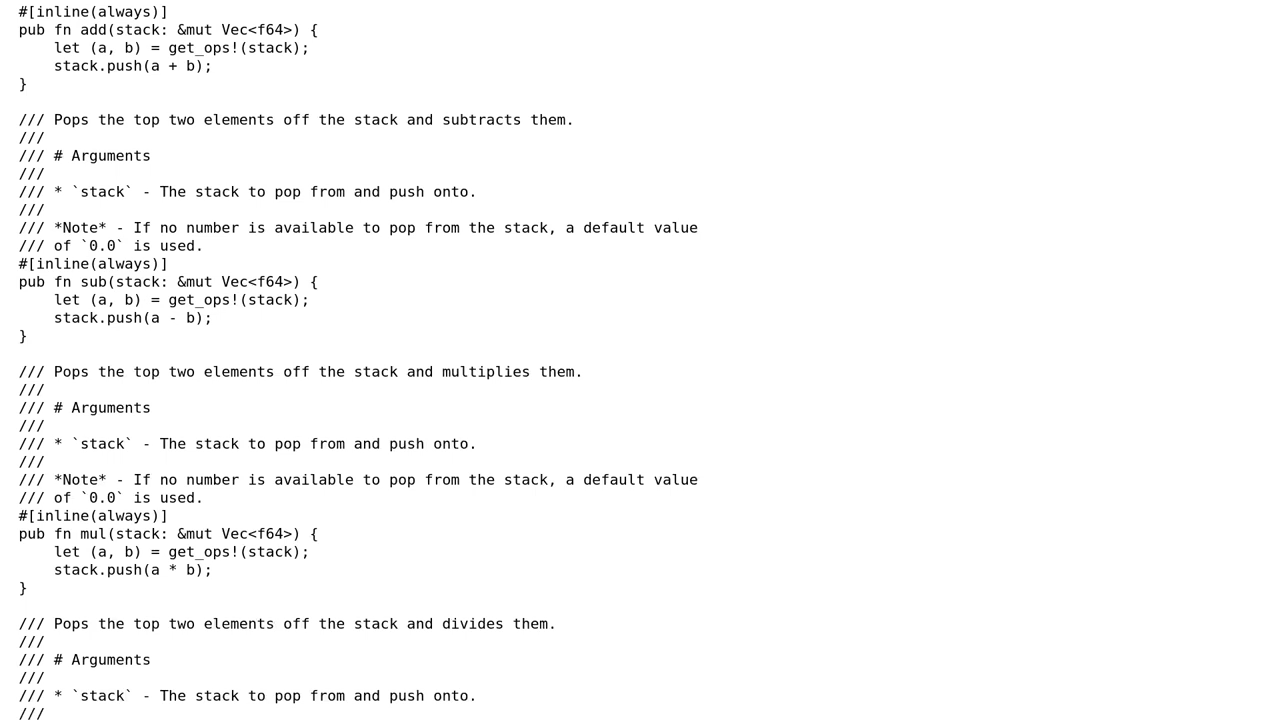 #[inline(always)]
pub fn add(stack: &mut Vec<f64>) {
    let (a, b) = get_ops!(stack);
    stack.push(a + b);
}

/// Pops the top two elements off the stack and subtracts them.
///
/// # Arguments
///
/// * `stack` - The stack to pop from and push onto.
///
/// *Note* - If no number is available to pop from the stack, a default value
/// of `0.0` is used.
#[inline(always)]
pub fn sub(stack: &mut Vec<f64>) {
    let (a, b) = get_ops!(stack);
    stack.push(a - b);
}

/// Pops the top two elements off the stack and multiplies them.
///
/// # Arguments
///
/// * `stack` - The stack to pop from and push onto.
///
/// *Note* - If no number is available to pop from the stack, a default value
/// of `0.0` is used.
#[inline(always)]
pub fn mul(stack: &mut Vec<f64>) {
    let (a, b) = get_ops!(stack);
    stack.push(a * b);
}

/// Pops the top two elements off the stack and divides them.
///
/// # Arguments
///
/// * `stack` - The stack to pop from and push onto.
///